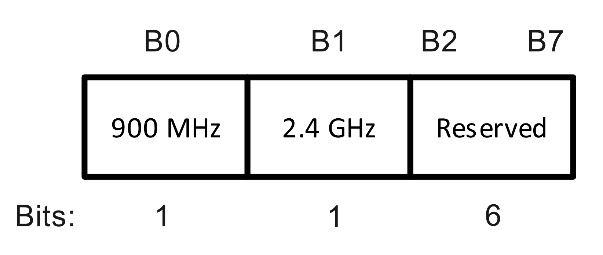 B0 B1 B2 B7
900 MHz 2.4 GHz Reserved
Bits: 1 1 6